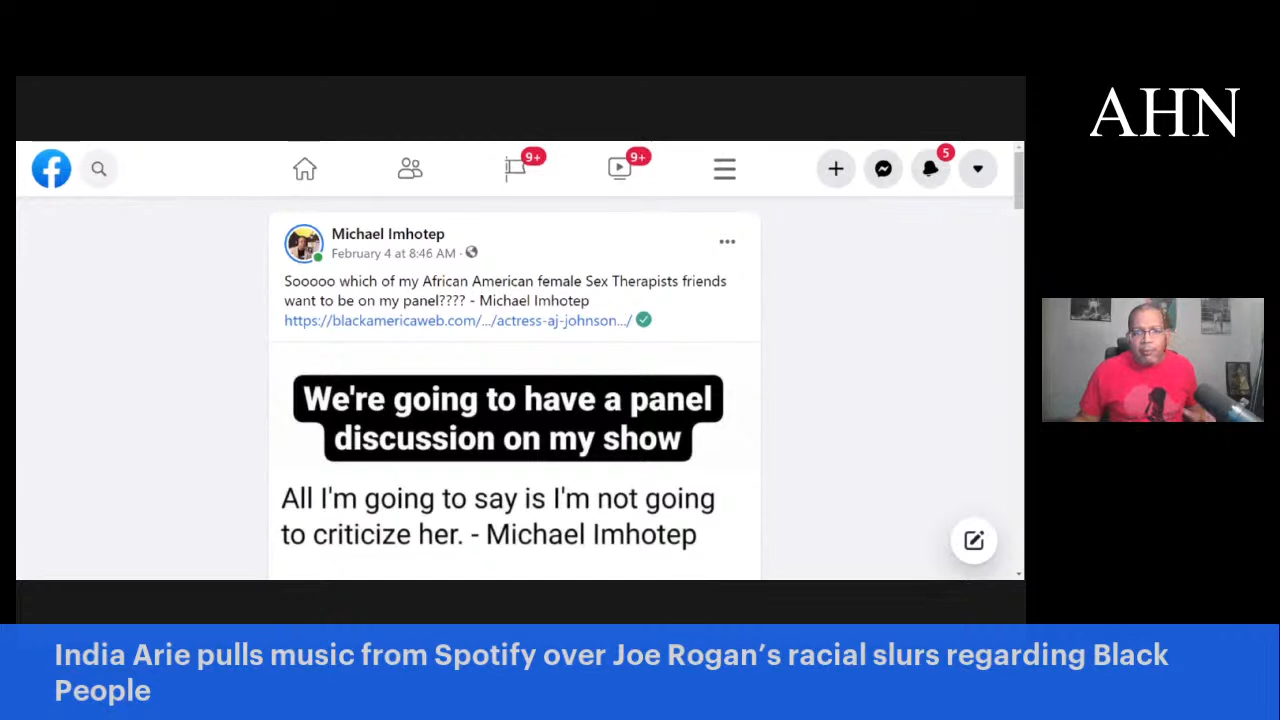 AHN
9+
9+
5
Michael Imhotep
February 4 at 8:46 AM ·
Sooooo which of my African American female Sex Therapists friends
want to be on my panel???? - Michael Imhotep
https://blackamericaweb.com/.../actress-aj-johnson.../
We're going to have a panel
discussion on my show
All I'm going to say is I'm not going
to criticize her. - Michael Imhotep
India Arie pulls music from Spotify over Joe Rogan’s racial slurs regarding Black
People